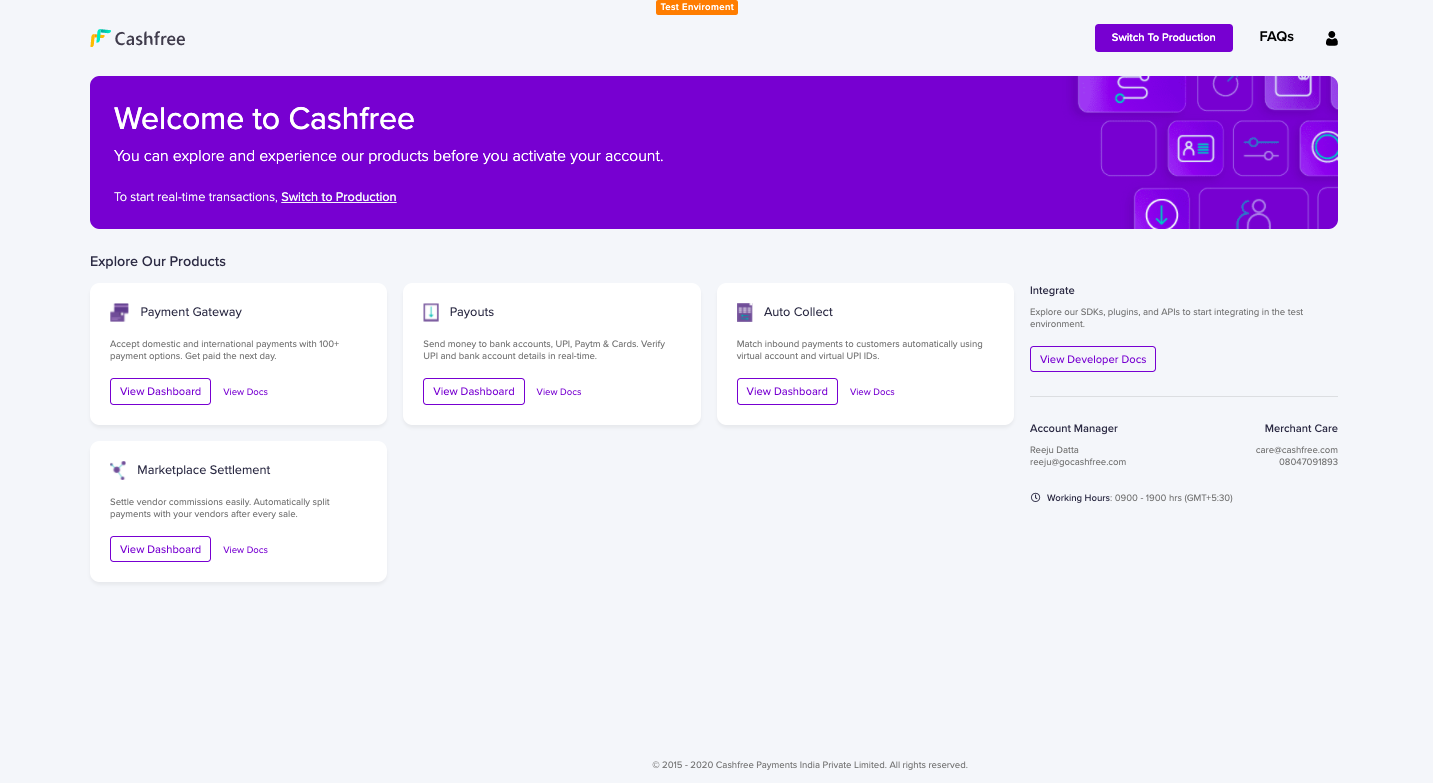 Test Enviroment
Cashfree
Switch To Production
FAQs
Welcome to Cashfree
You can explore and experience our products before you activate your account.
To start real-time transactions, Switch to Production
Explore Our Products
Payment Gateway
Accept domestic and international payments with 100+
payment options. Get paid the next day.
View Dashboard
View Docs
Payouts
Send money to bank accounts, UPI, Paytm & Cards. Verify
UPI and bank account details in real-time.
View Dashboard
View Docs
Auto Collect
Match inbound payments to customers automatically using
virtual account and virtual UPI IDs.
View Dashboard
View Docs
Marketplace Settlement
Settle vendor commissions easily. Automatically split
payments with your vendors after every sale.
View Dashboard
View Docs
Integrate
Explore our SDKs, plugins, and APIs to start integrating in the test
environment.
View Developer Docs
Account Manager
Reeju Datta
reeju@gocashfree.com
Merchant Care
care@cashfree.com
08047091893
Working Hours: 0900 - 1900 hrs (GMT+5:30)
© 2015 - 2020 Cashfree Payments India Private Limited. All rights reserved.